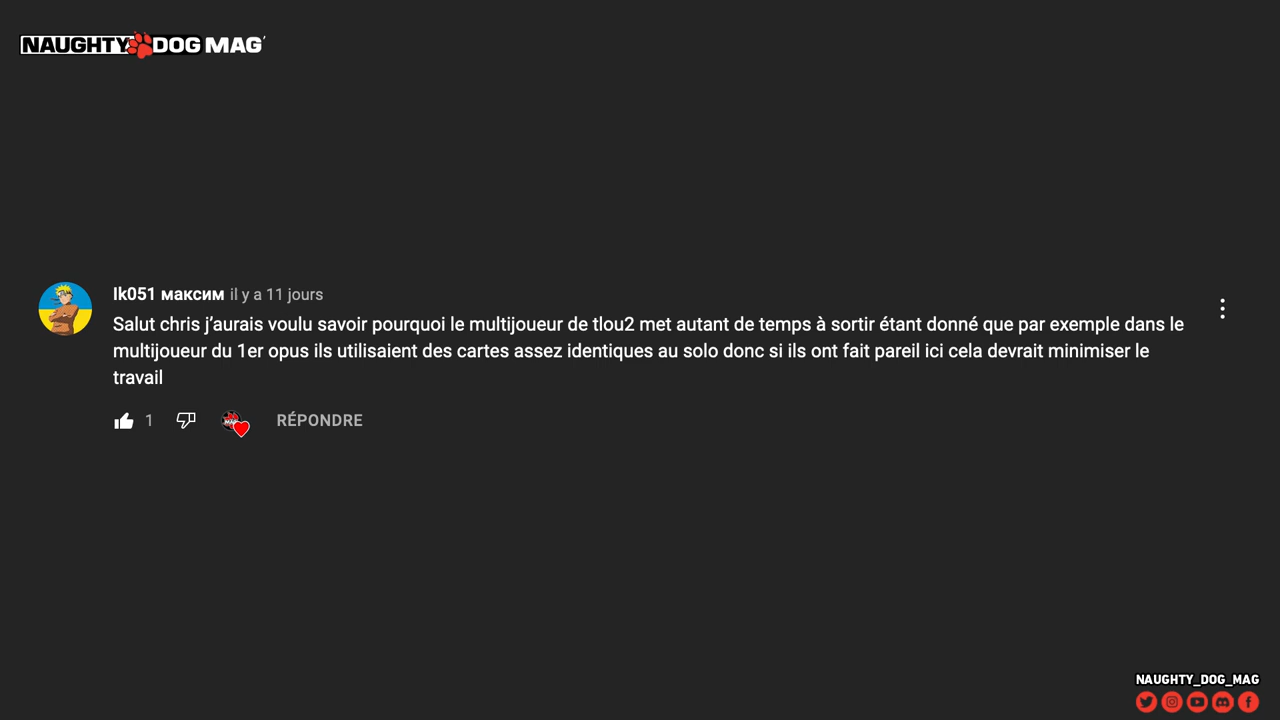 NAUGHTY DOG MAG'
lk051 максим il y a 11 jours
Salut chris j’aurais voulu savoir pourquoi le multijoueur de tlou2 met autant de temps à sortir étant donné que par exemple dans le
multijoueur du 1er opus ils utilisaient des cartes assez identiques au solo donc si ils ont fait pareil ici cela devrait minimiser le
travail
1 RÉPONDRE
NAUGHTY_DOG_MAG